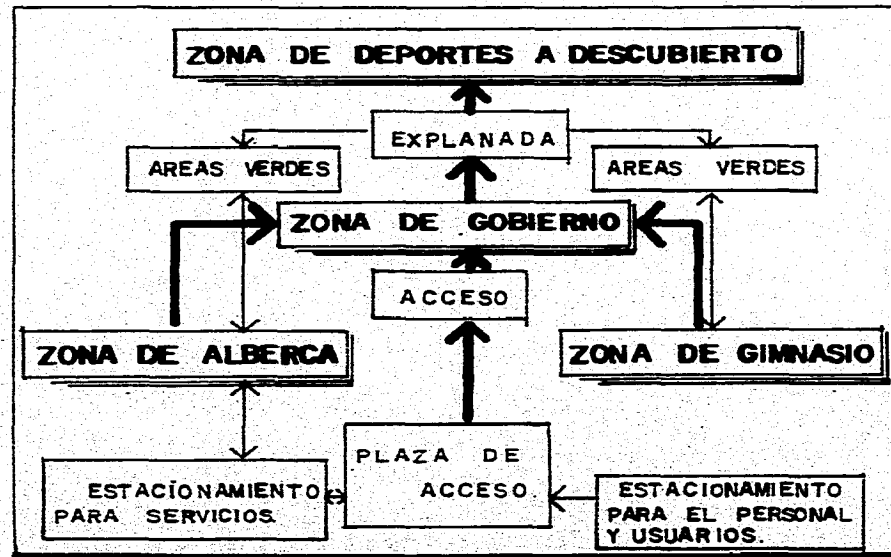 ZONA DE DEPORTES A DESCUBIERTO
EXPLANADA
AREAS VERDES
AREAS VERDES
ZONA DE GOBIERNO
ACCESO
ZONA DE ALBERCA
ZONA DE GIMNASIO
PLAZA DE
ACCESO.
ESTACIONAMIENTO
PARA SERVICIOS.
ESTACIONAMIENTO
PARA EL PERSONAL
Y USUARIOS.